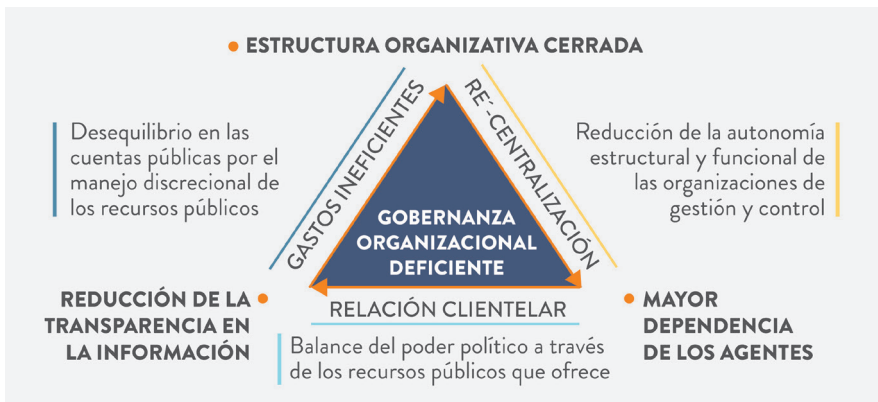 ESTRUCTURA ORGANIZATIVA CERRADA
GASTOS INEFICIENTES
RE´-CENTRALIZACIÓN
Desequilibrio en las
cuentas públicas por el
manejo discrecional de
los recursos públicos
Reducción de la autonomía
estructural y funcional de
las organizaciones de
gestión y control
GOBERNANZA
ORGANIZACIONAL
DEFICIENTE
REDUCCIÓN DE LA
TRANSPARENCIA EN
LA INFORMACIÓN
RELACIÓN CLIENTELAR
Balance del poder político a través
de los recursos públicos que ofrece
MAYOR
DEPENDENCIA
DE LOS AGENTES